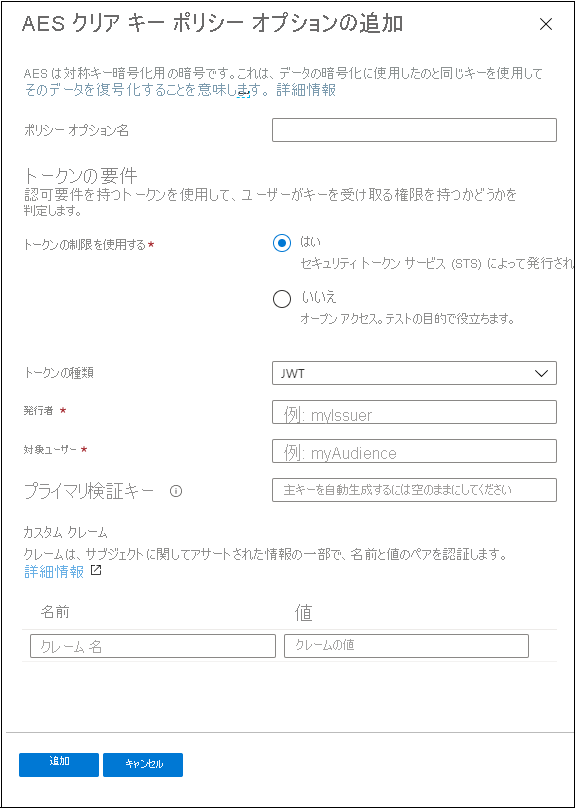 AES クリア キー ポリシー オプションの追加
AES は対称キー暗号化用の暗号です。これは、データの暗号化に使用したのと同じキーを使用して
そのデータを復号化することを意味します。 詳細情報
ポリシー オプション名
トークンの要件
認可要件を持つトークンを使用して、ユーザーがキーを受け取る権限を持つかどうかを
判定します。
トークンの制限を使用する *
はい
セキュリティ トークン サービス (STS) によって発行され
いいえ
オープン アクセス。テストの目的で役立ちます。
トークンの種類
JWT
発行者 *
例: myIssuer
対象ユーザー *
例: myAudience
プライマリ検証キー
主キーを自動生成するには空のままにしてください
カスタム クレーム
クレームは、サブジェクトに関してアサートされた情報の一部で、名前と値のペアを認証します。
詳細情報
名前 値
クレーム 名 クレームの値
追加 キャンセル